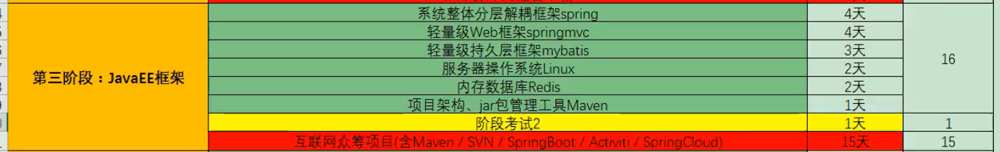 系统整体分层解耦框架spring 4天
轻量级Web框架springmvc 4天
轻量级持久层框架mybatis 3天
服务器操作系统Linux 2天
内存数据库Redis 2天
项目架构、jar包管理工具Maven 1天
16
第三阶段：JavaEE框架
阶段考试2 1天 1
互联网众筹项目(含Maven / SVN / SpringBoot / Activiti / SpringCloud) 15天 15